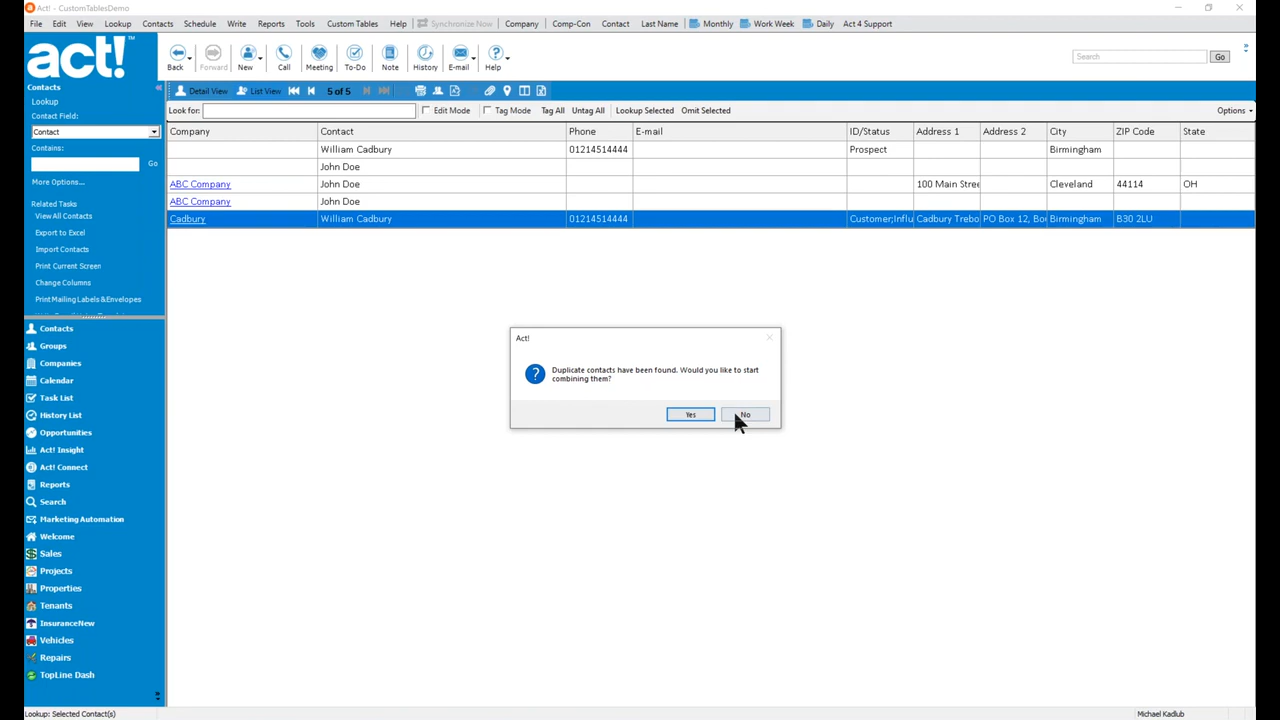 Act! - CustomTablesDemo
File Edit View Lookup Contacts Schedule Write Reports Tools Custom Tables Help Synchronize Now Company Comp-Con Contact Last Name Monthly Work Week Daily Act 4 Support
act!™
Back Forward New Call Meeting To-Do Note History E-mail Help
Search Go
Contacts
Detail View List View 5 of 5
Lookup
Look for: Edit Mode Tag Mode Tag All Untag All Lookup Selected Omit Selected Options
Contact Field:
Contact
Contains:
Go
More Options...
Related Tasks
View All Contacts
Export to Excel
Import Contacts
Print Current Screen
Change Columns
Print Mailing Labels & Envelopes
Company Contact Phone E-mail ID/Status Address 1 Address 2 City ZIP Code State
William Cadbury 01214514444 Prospect Birmingham
John Doe
ABC Company John Doe 100 Main Stree Cleveland 44114 OH
ABC Company John Doe
Cadbury William Cadbury 01214514444 Customer;Influ Cadbury Trebo PO Box 12, Bo Birmingham B30 2LU
Act!
Duplicate contacts have been found. Would you like to start
combining them?
Yes No
Contacts
Groups
Companies
Calendar
Task List
History List
Opportunities
Act! Insight
Act! Connect
Reports
Search
Marketing Automation
Welcome
Sales
Projects
Properties
Tenants
InsuranceNew
Vehicles
Repairs
TopLine Dash
Lookup: Selected Contact(s) Michael Kadlub